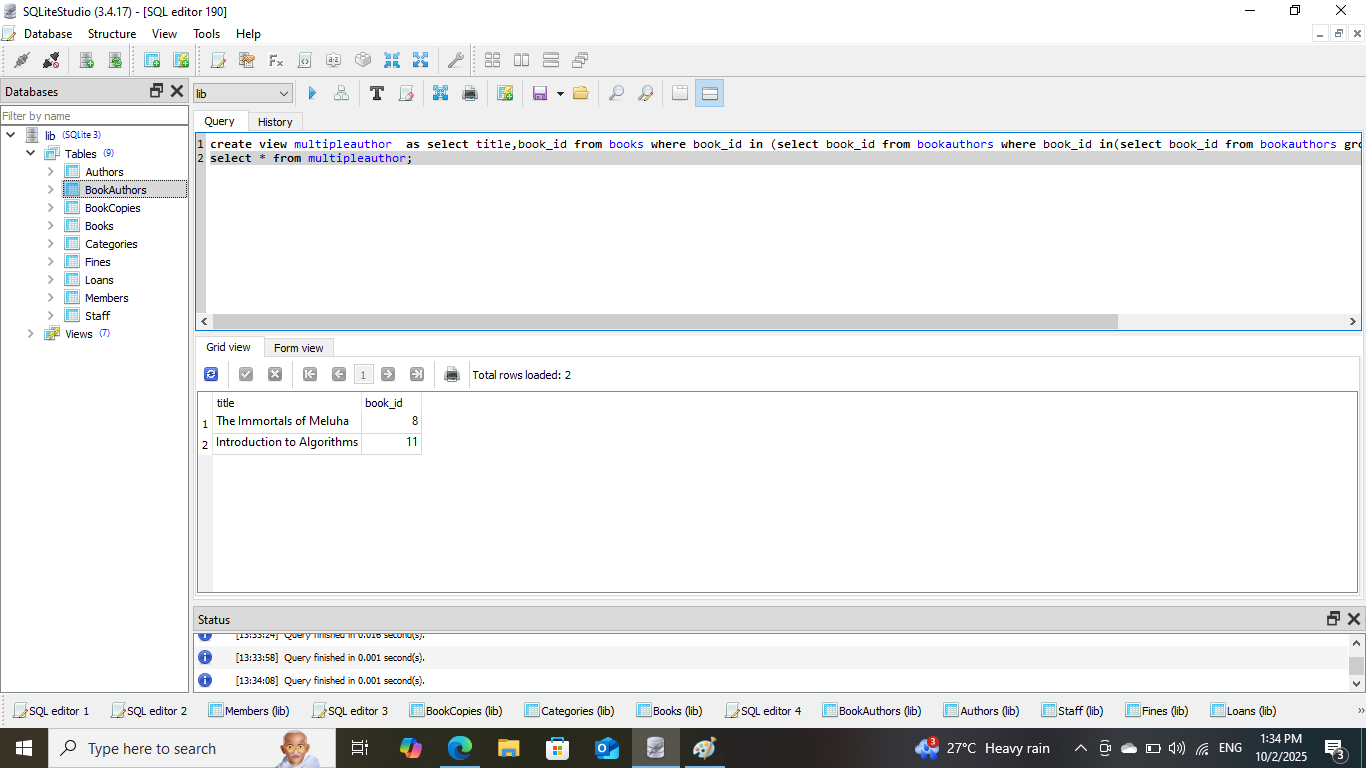 SQLiteStudio (3.4.17) - [SQL editor 190]
Database Structure View Tools Help
Databases
lib
Filter by name
Query History
lib (SQLite 3)
Tables (9)
Authors
BookAuthors
BookCopies
Books
Categories
Fines
Loans
Members
Staff
Views (7)
1 create view multipleauthor as select title,book_id from books where book_id in (select book_id from bookauthors where book_id in(select book_id from bookauthors gro
2 select * from multipleauthor;
Grid view Form view
1 Total rows loaded: 2
title book_id
1 The Immortals of Meluha 8
2 Introduction to Algorithms 11
Status
[13:33:24] Query finished in 0.016 second(s).
[13:33:58] Query finished in 0.001 second(s).
[13:34:08] Query finished in 0.001 second(s).
SQL editor 1 SQL editor 2 Members (lib) SQL editor 3 BookCopies (lib) Categories (lib) Books (lib) SQL editor 4 BookAuthors (lib) Authors (lib) Staff (lib) Fines (lib) Loans (lib) »
Type here to search
3 27°C Heavy rain ENG 1:34 PM 3
10/2/2025